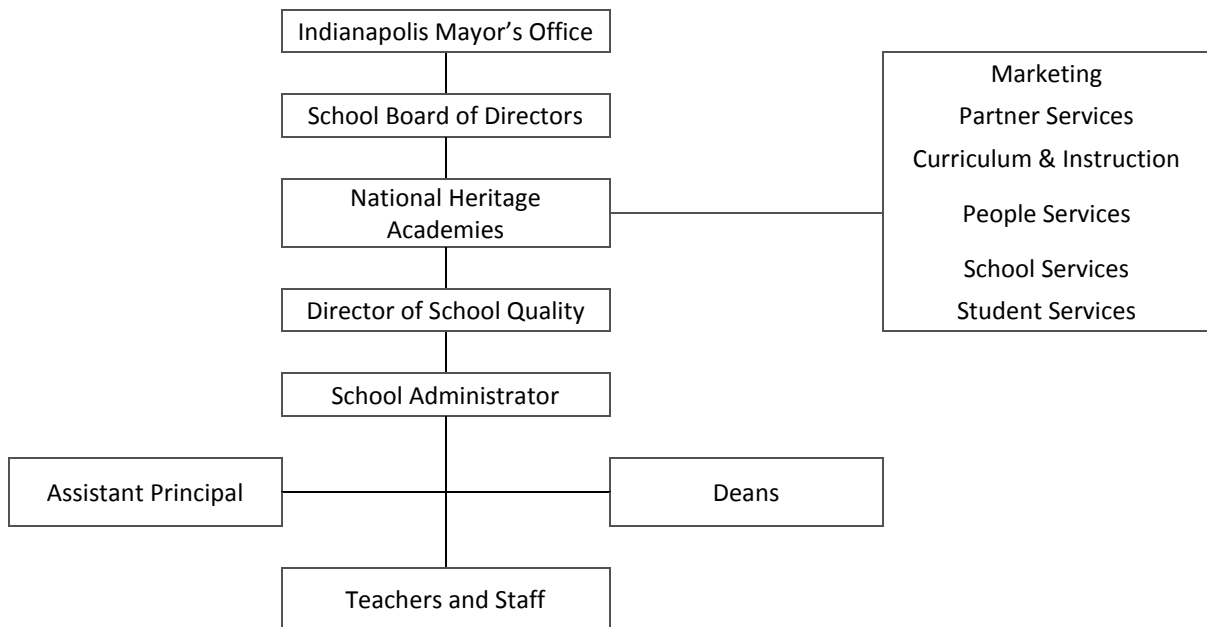 Indianapolis Mayor’s Office
School Board of Directors
National Heritage
Academies
Director of School Quality
School Administrator
Assistant Principal
Deans
Teachers and Staff
Marketing
Partner Services
Curriculum & Instruction
People Services
School Services
Student Services